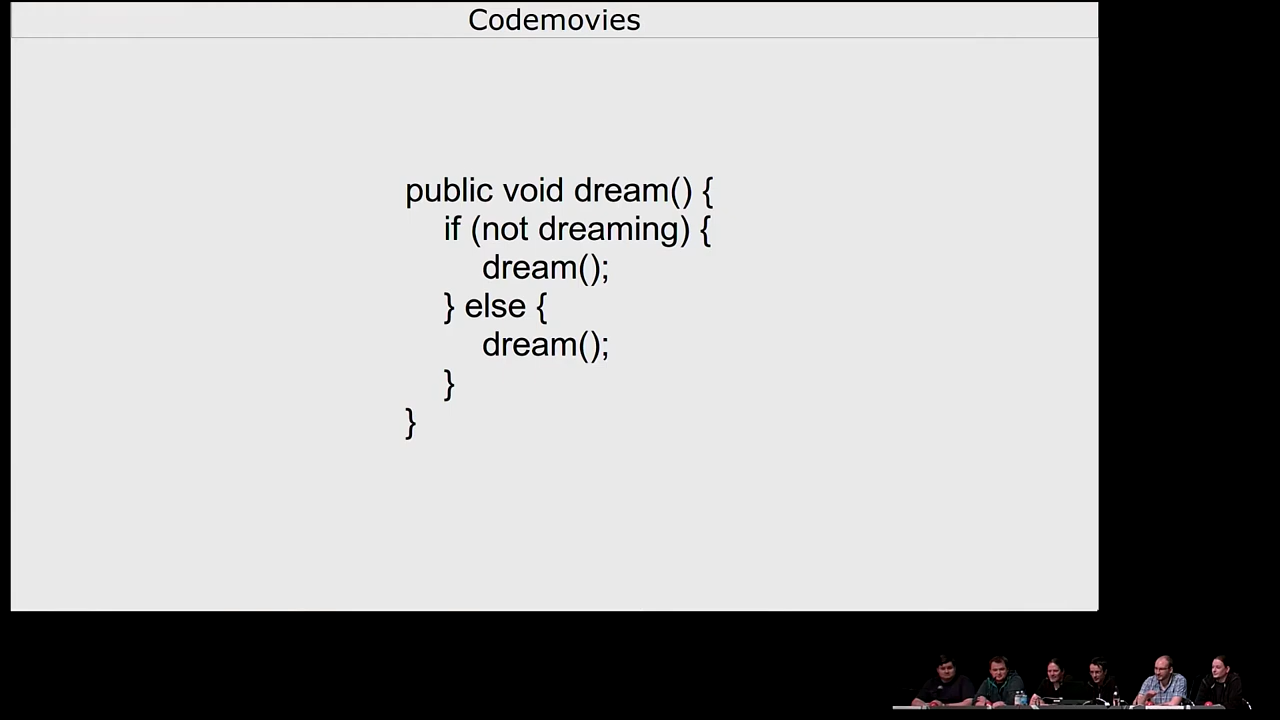 Codemovies
public void dream() {
if (not dreaming) {
dream();
} else {
dream();
}
}